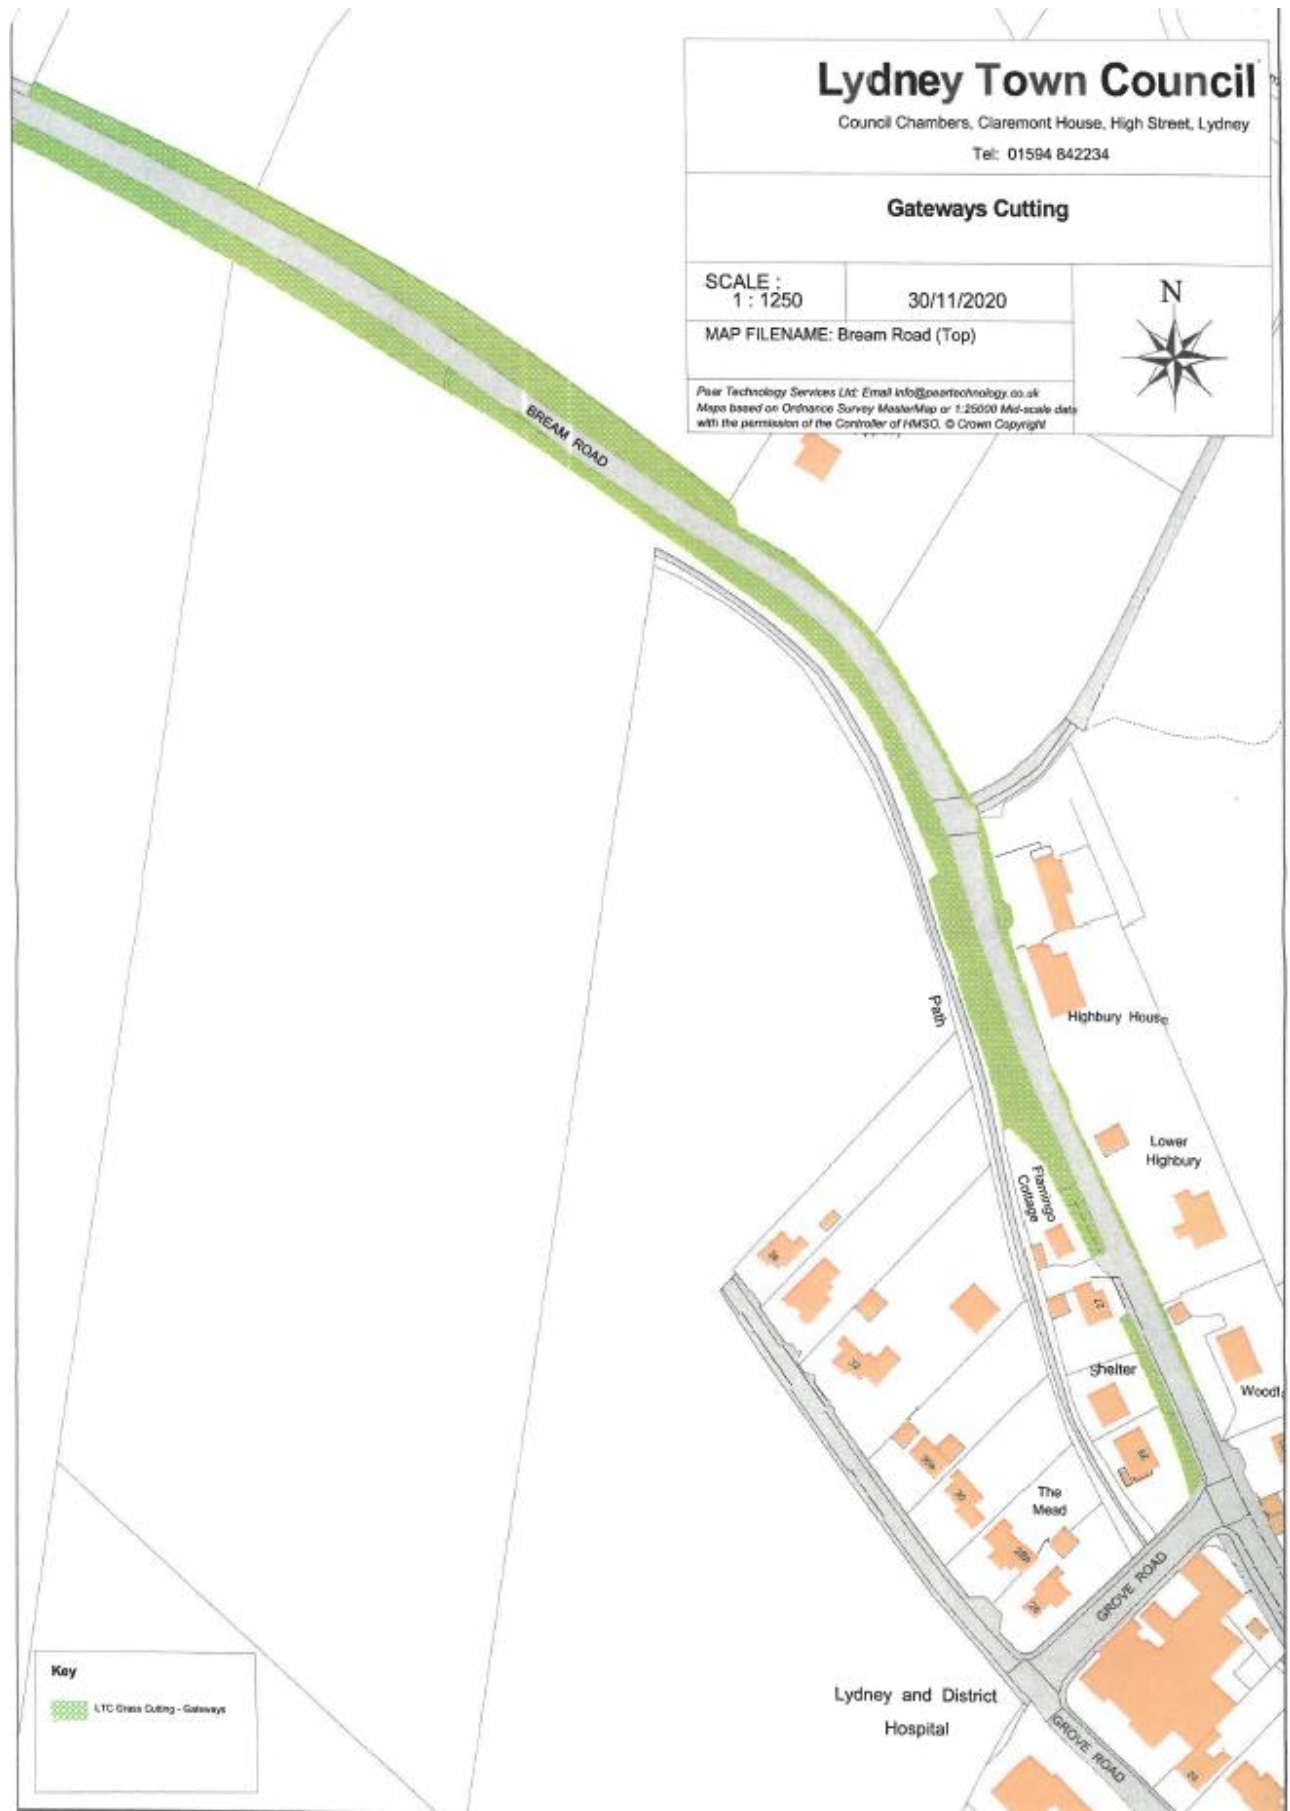 Lydney Town Council
Council Chambers, Claremont House, High Street, Lydney
Tel: 01594 842234
Gateways Cutting
SCALE :
1 : 1250
30/11/2020
N
MAP FILENAME: Bream Road (Top)
Pear Technology Services Ltd: Email info@peartechnology.co.uk
Maps based on Ordnance Survey MasterMap or 1:25000 Mid-scale data
with the permission of the Controller of HMSO. © Crown Copyright
BREAM ROAD
Path
Highbury House
Lower
Highbury
Flamingo
Cottage
27
Shelter
32
30
The
Mead
28
GROVE ROAD
Lydney and District
Hospital
GROVE ROAD
Key
LTC Grass Cutting - Gateways